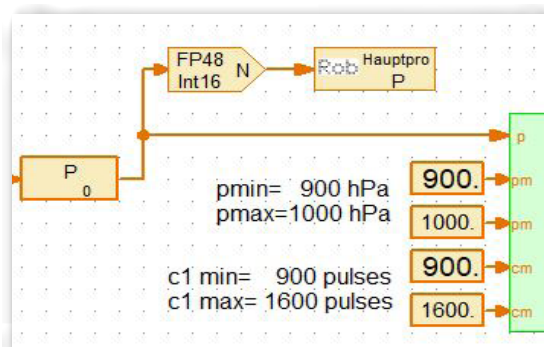 FP48
Int16
N
Rob
Hauptpro
P
P
0
p
pmin= 900 hPa
pmax=1000 hPa
900.
pm
1000.
pm
c1 min= 900 pulses
c1 max= 1600 pulses
900.
cm
1600.
cm